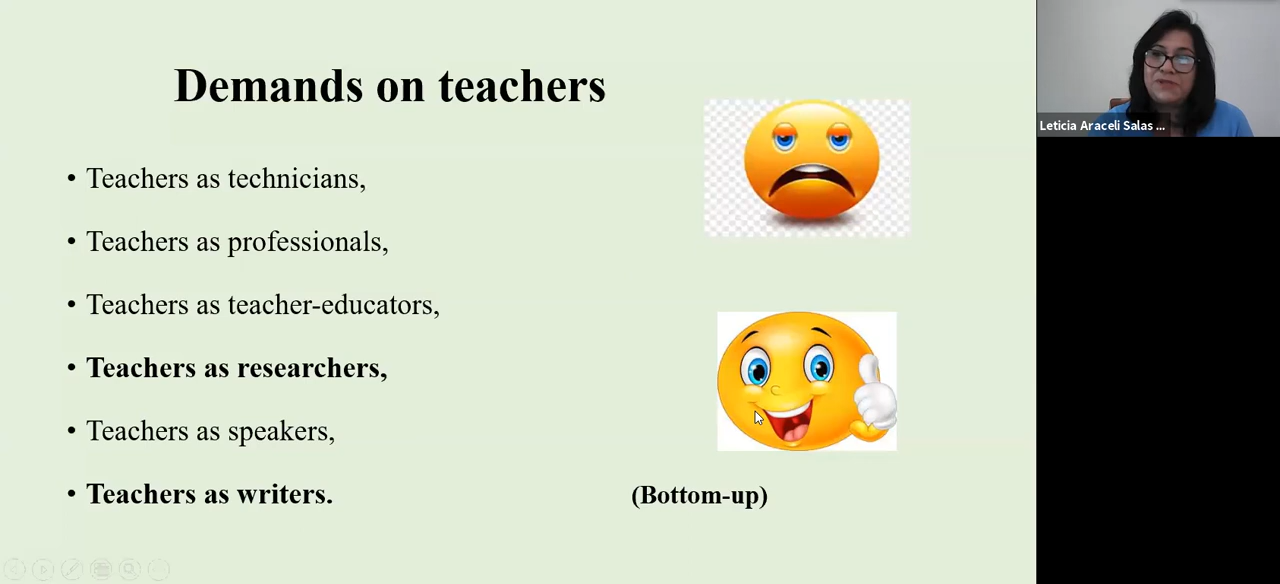 Demands on teachers
• Teachers as technicians,
• Teachers as professionals,
• Teachers as teacher-educators,
• Teachers as researchers,
• Teachers as speakers,
• Teachers as writers.
(Bottom-up)
Leticia Araceli Salas ...